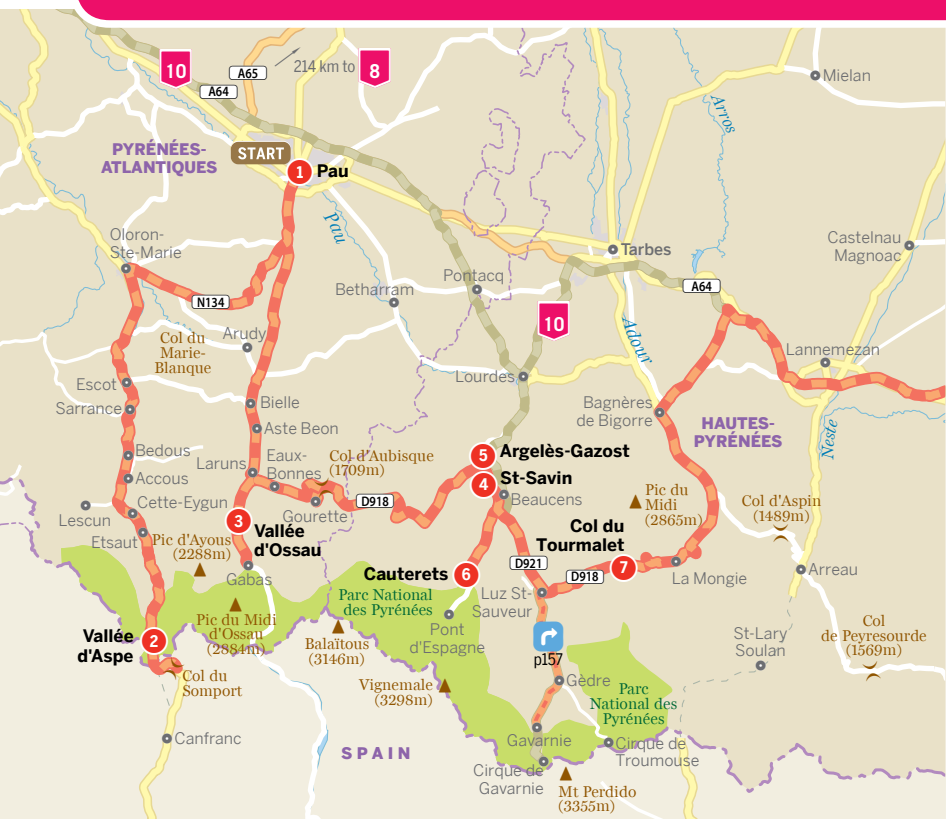 10
A65
214 km to
8
A64
Mielan
Arros
PYRÉNÉES-
ATLANTIQUES
START
1
Pau
Pau
Oloron-
Ste-Marie
Tarbes
Castelnau
Magnoac
N134
Betharram
Pontacq
A64
10
Adour
Arudy
Col du
Marie-
Blanque
Lannemezan
Escot
Lourdes
Sarrance
Bielle
Bagnères
de Bigorre
HAUTES-
PYRÉNÉES
Neste
Aste Beon
Bedous
Laruns
Eaux-
Bonnes
Col d'Aubisque
(1709m)
5
Argelès-Gazost
4
St-Savin
Accous
Beaucens
Cette-Eygun
Lescun
Gourette
D918
Pic du
Midi
(2865m)
Col d'Aspin
(1489m)
Etsaut
3
Vallée
d'Ossau
Pic d'Ayous
(2288m)
Col du
Tourmalet
7
D921
D918
La Mongie
Arreau
Gabas
Cauterets
6
Parc National
des Pyrénées
Luz St-
Sauveur
Pic du Midi
d'Ossau
(2884m)
Pont
d'Espagne
Vallée
d'Aspe
2
Balaïtous
(3146m)
p157
St-Lary
Soulan
Col
de Peyresourde
(1569m)
Col du
Somport
Vignemale
(3298m)
Gèdre
Parc
National des
Pyrénées
Canfranc
SPAIN
Gavarnie
Cirque de
Troumouse
Cirque de
Gavarnie
Mt Perdido
(3355m)